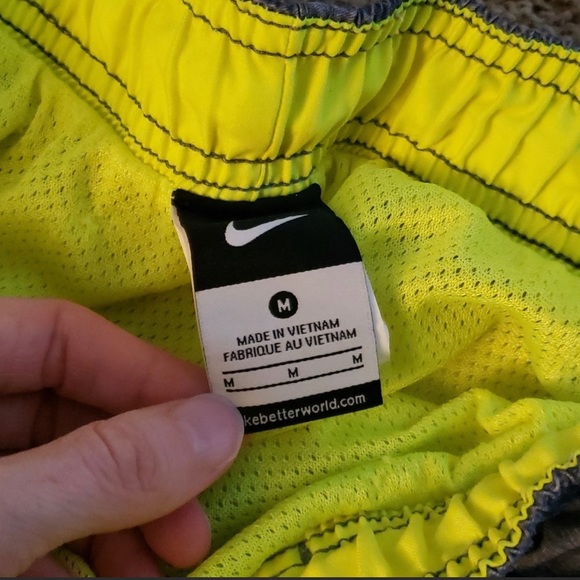 M
MADE IN VIETNAM
FABRIQUE AU VIETNAM
M M M
kebetterworld.com